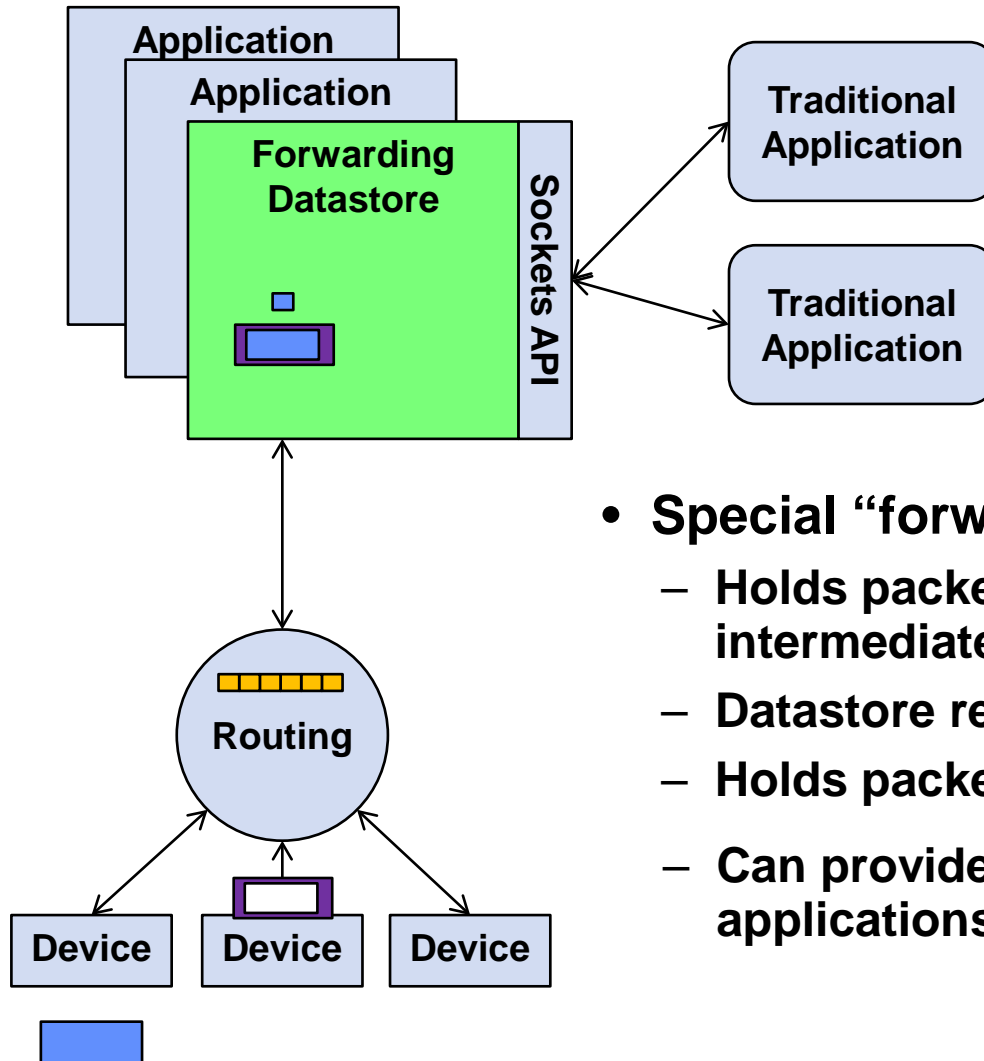 Application
Application
Forwarding
Datastore
Sockets API
Traditional
Application
Traditional
Application
Routing
Device
Device
Device
• Special “forw
– Holds packe
intermediate
– Datastore re
– Holds packe
– Can provide
applications